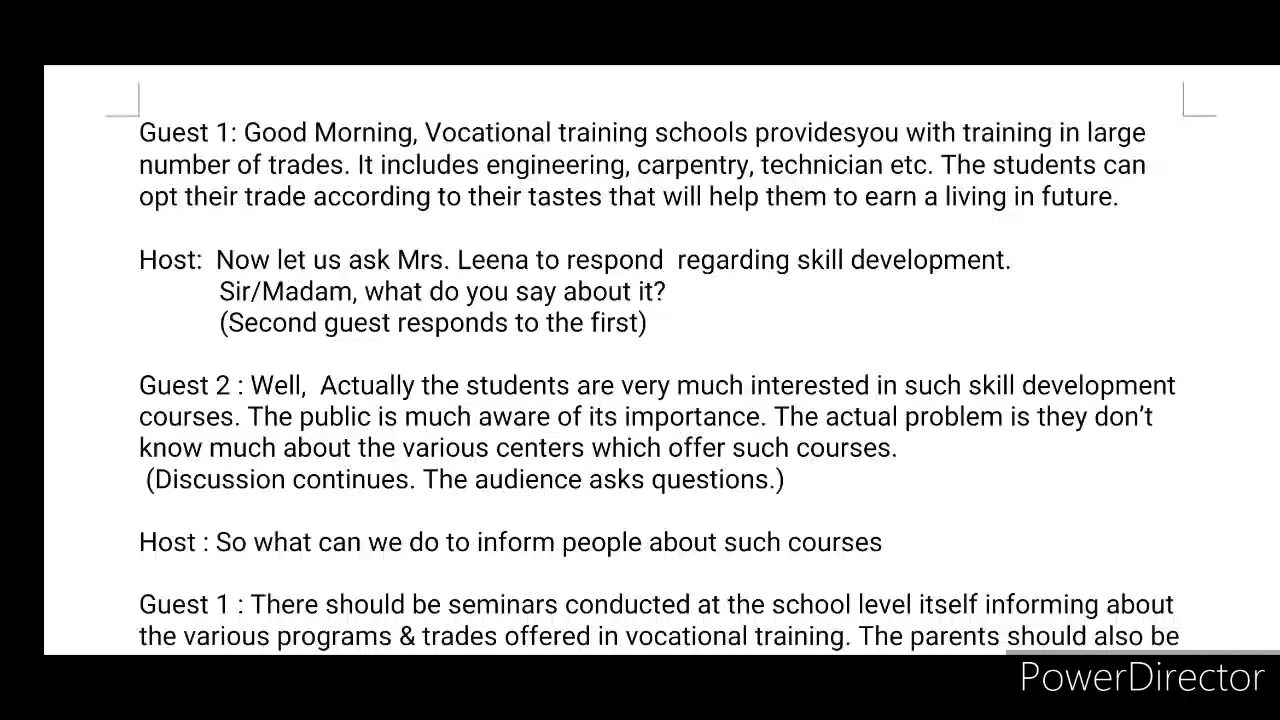 Guest 1: Good Morning, Vocational training schools providesyou with training in large
number of trades. It includes engineering, carpentry, technician etc. The students can
opt their trade according to their tastes that will help them to earn a living in future.
Host:  Now let us ask Mrs. Leena to respond  regarding skill development.
Sir/Madam, what do you say about it?
(Second guest responds to the first)
Guest 2 : Well,  Actually the students are very much interested in such skill development
courses. The public is much aware of its importance. The actual problem is they don’t
know much about the various centers which offer such courses.
(Discussion continues. The audience asks questions.)
Host : So what can we do to inform people about such courses
Guest 1 : There should be seminars conducted at the school level itself informing about
the various programs & trades offered in vocational training. The parents should also be
PowerDirector